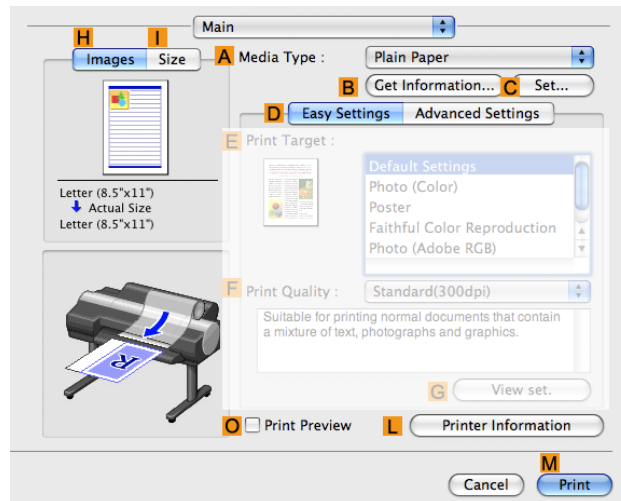 Main
H I
Images Size
A Media Type : Plain Paper
B Get Information... C Set...
D Easy Settings Advanced Settings
E Print Target :
Default Settings
Photo (Color)
Poster
Faithful Color Reproduction
Photo (Adobe RGB)
Letter (8.5"x11")
Actual Size
Letter (8.5"x11")
F Print Quality : Standard(300dpi)
Suitable for printing normal documents that contain
a mixture of text, photographs and graphics.
R
G View set.
O Print Preview L Printer Information
M
Cancel Print